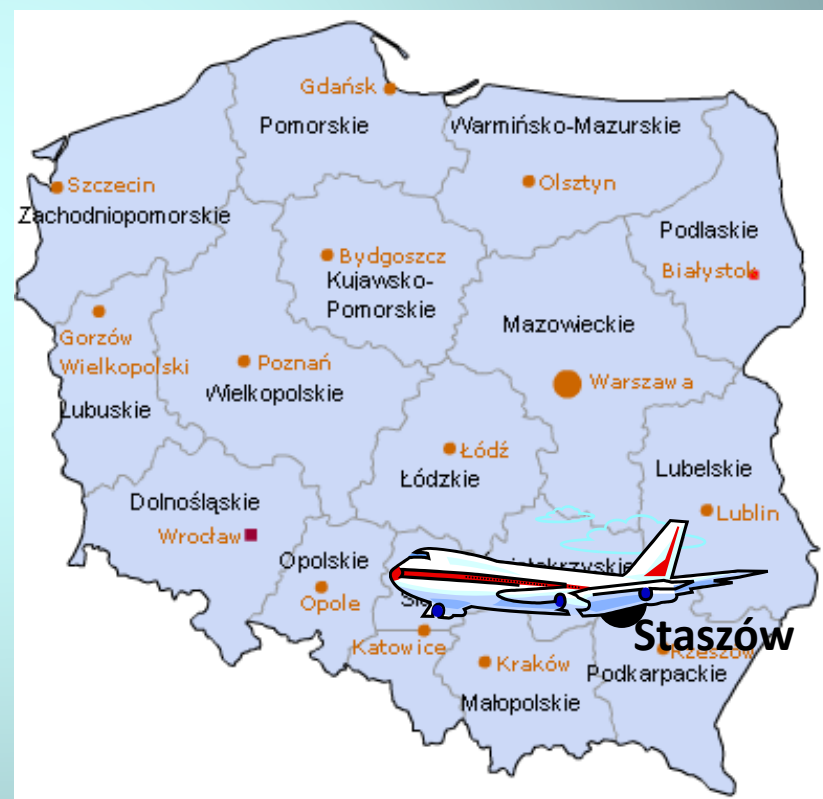 Gdańsk
Pomorskie
Warmińsko-Mazurskie
Szczecin
Olsztyn
Zachodniopomorskie
Podlaskie
Bydgoszcz
Białystok
Kujawsko-
Pomorskie
Mazowieckie
Gorzów
Wielkopolski
Poznań
Warszawa
Wielkopolskie
Lubuskie
Łódź
Łódzkie
Lubelskie
Dolnośląskie
Lublin
Wrocław
Opolskie
Opole
Staszów
Katowice
Rzeszów
Kraków
Podkarpackie
Małopolskie